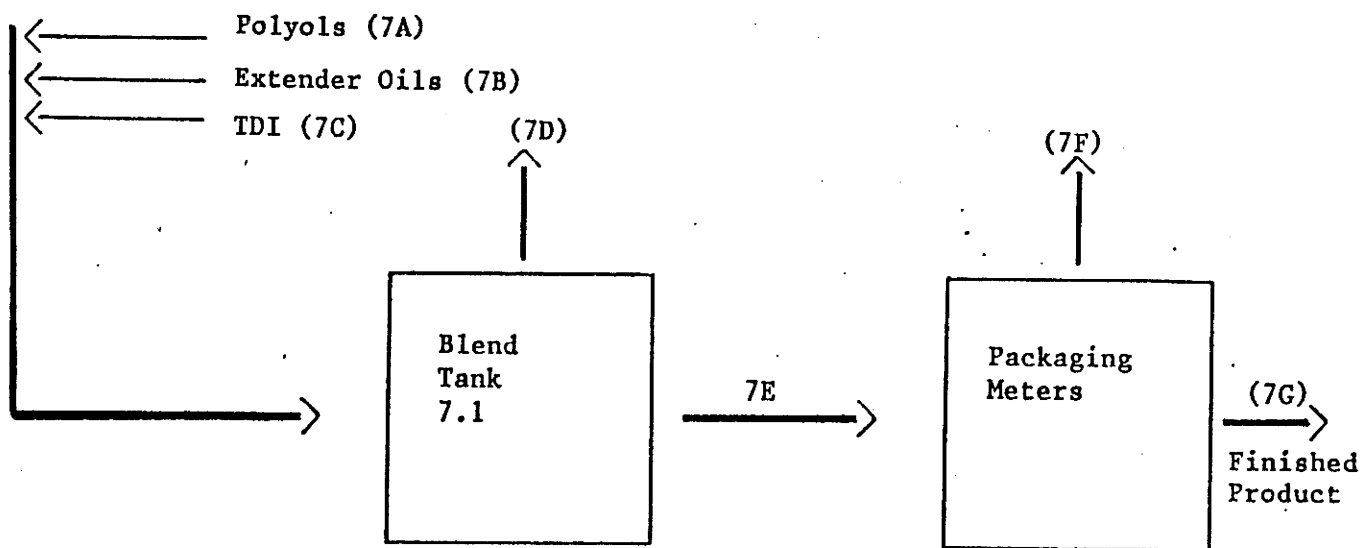 Polyols (7A)
Extender Oils (7B)
TDI (7C)
(7D)
(7F)
Blend
Tank
7.1
7E
Packaging
Meters
(7G)
Finished
Product